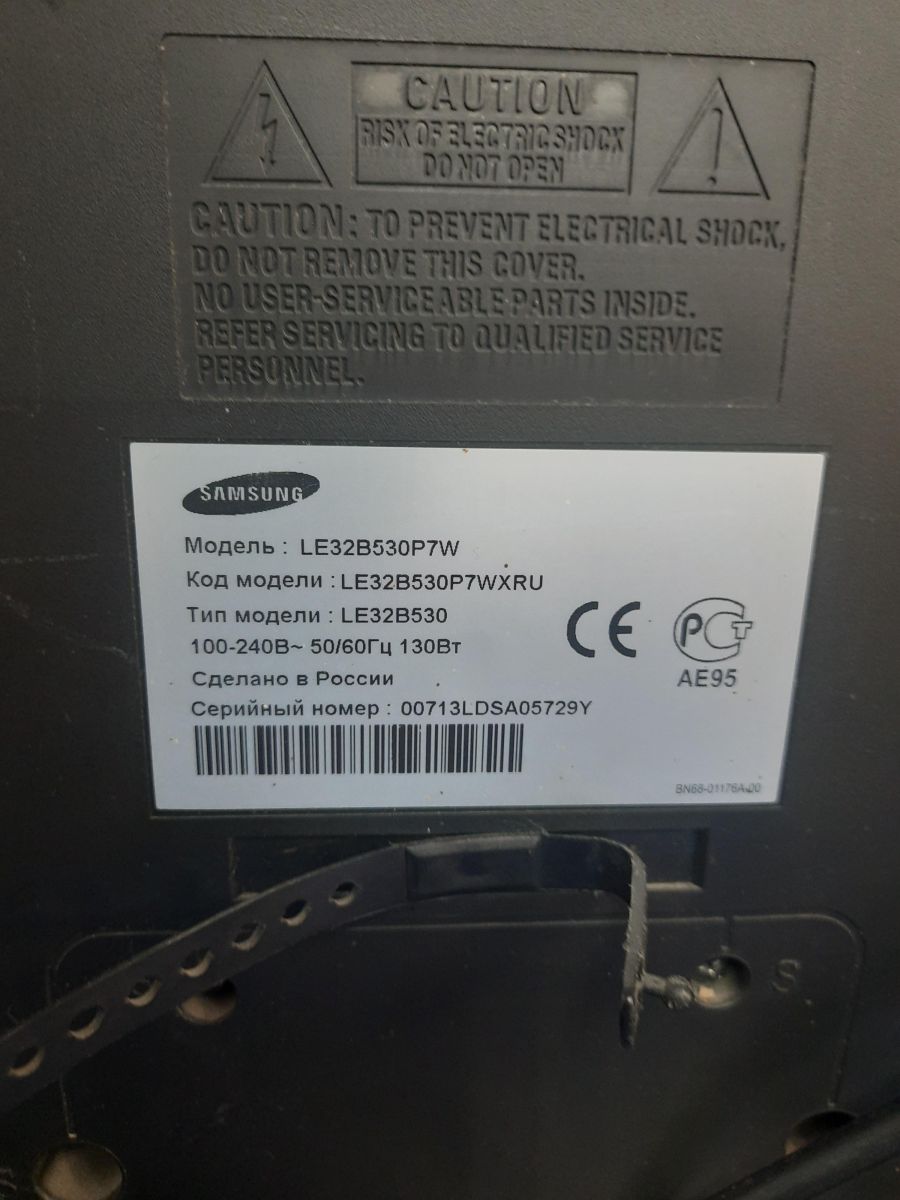 CAUTION
RISK OF ELECTRIC SHOCK
DO NOT OPEN
CAUTION: TO PREVENT ELECTRICAL SHOCK,
DO NOT REMOVE THIS COVER.
NO USER-SERVICEABLE PARTS INSIDE.
REFER SERVICING TO QUALIFIED SERVICE
PERSONNEL.
SAMSUNG
Модель : LE32B530P7W
Код модели : LE32B530P7WXRU
Тип модели : LE32B530
100-240В~ 50/60Гц 130Вт
Сделано в России
Серийный номер : 00713LDSA05729Y
CE
РСТ
АЕ95
BN68-01176A-00
S